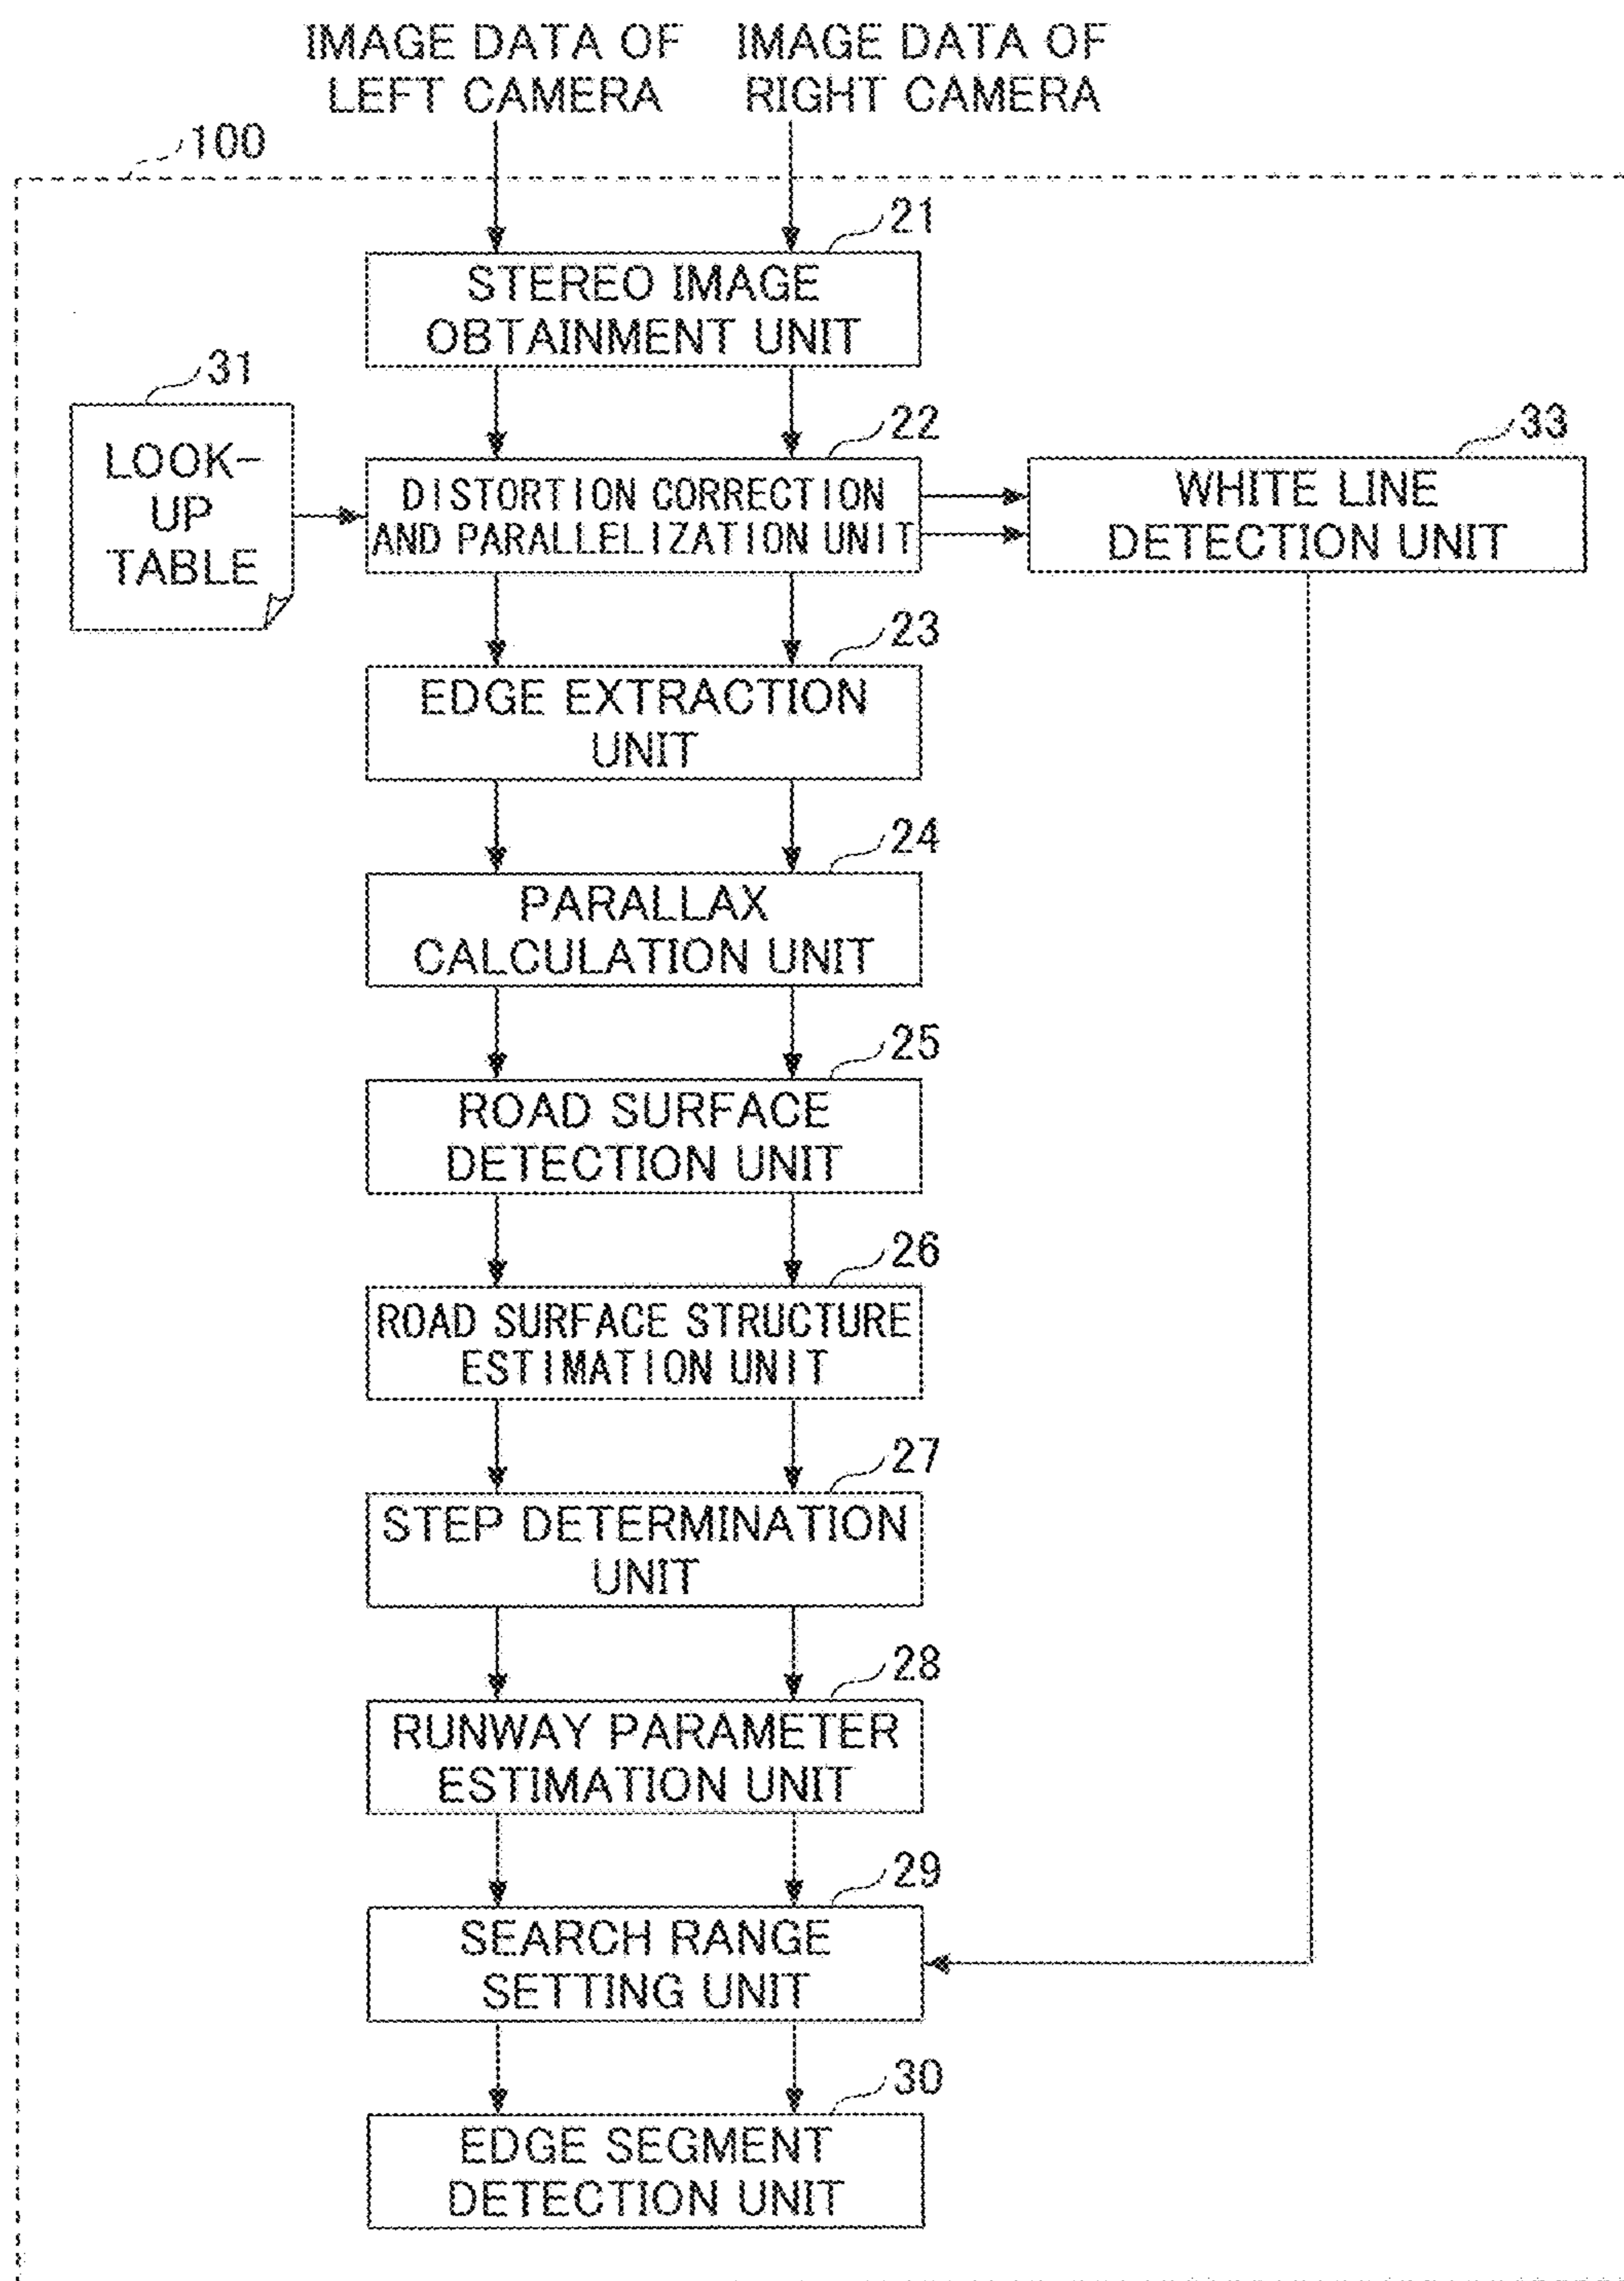 IMAGE DATA OF
LEFT CAMERA
IMAGE DATA OF
RIGHT CAMERA
100
21
STEREO IMAGE
OBTAINMENT UNIT
31
LOOK-
UP
TABLE
22
DISTORTION CORRECTION
AND PARALLELIZATION UNIT
33
WHITE LINE
DETECTION UNIT
23
EDGE EXTRACTION
UNIT
24
PARALLAX
CALCULATION UNIT
25
ROAD SURFACE
DETECTION UNIT
26
ROAD SURFACE STRUCTURE
ESTIMATION UNIT
27
STEP DETERMINATION
UNIT
28
RUNWAY PARAMETER
ESTIMATION UNIT
29
SEARCH RANGE
SETTING UNIT
30
EDGE SEGMENT
DETECTION UNIT